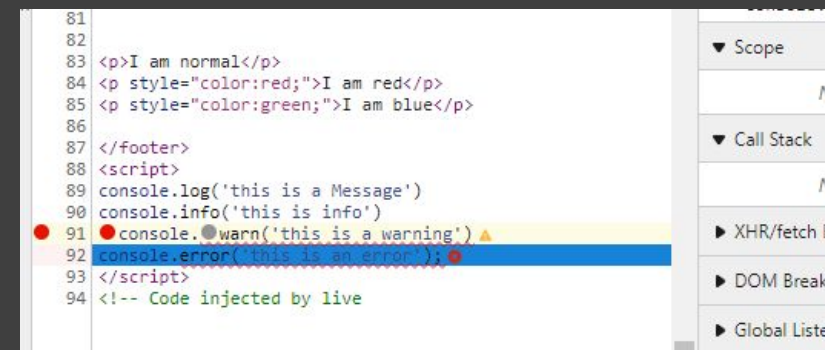 81
82
83 <p>I am normal</p>
84 <p style="color:red;">I am red</p>
85 <p style="color:green;">I am blue</p>
86
87 </footer>
88 <script>
89 console.log('this is a Message')
90 console.info('this is info')
91 console.warn('this is a warning')
92 console.error('this is an error');
93 </script>
94 <!-- Code injected by live
Scope
Call Stack
XHR/fetch
DOM Break
Global Liste